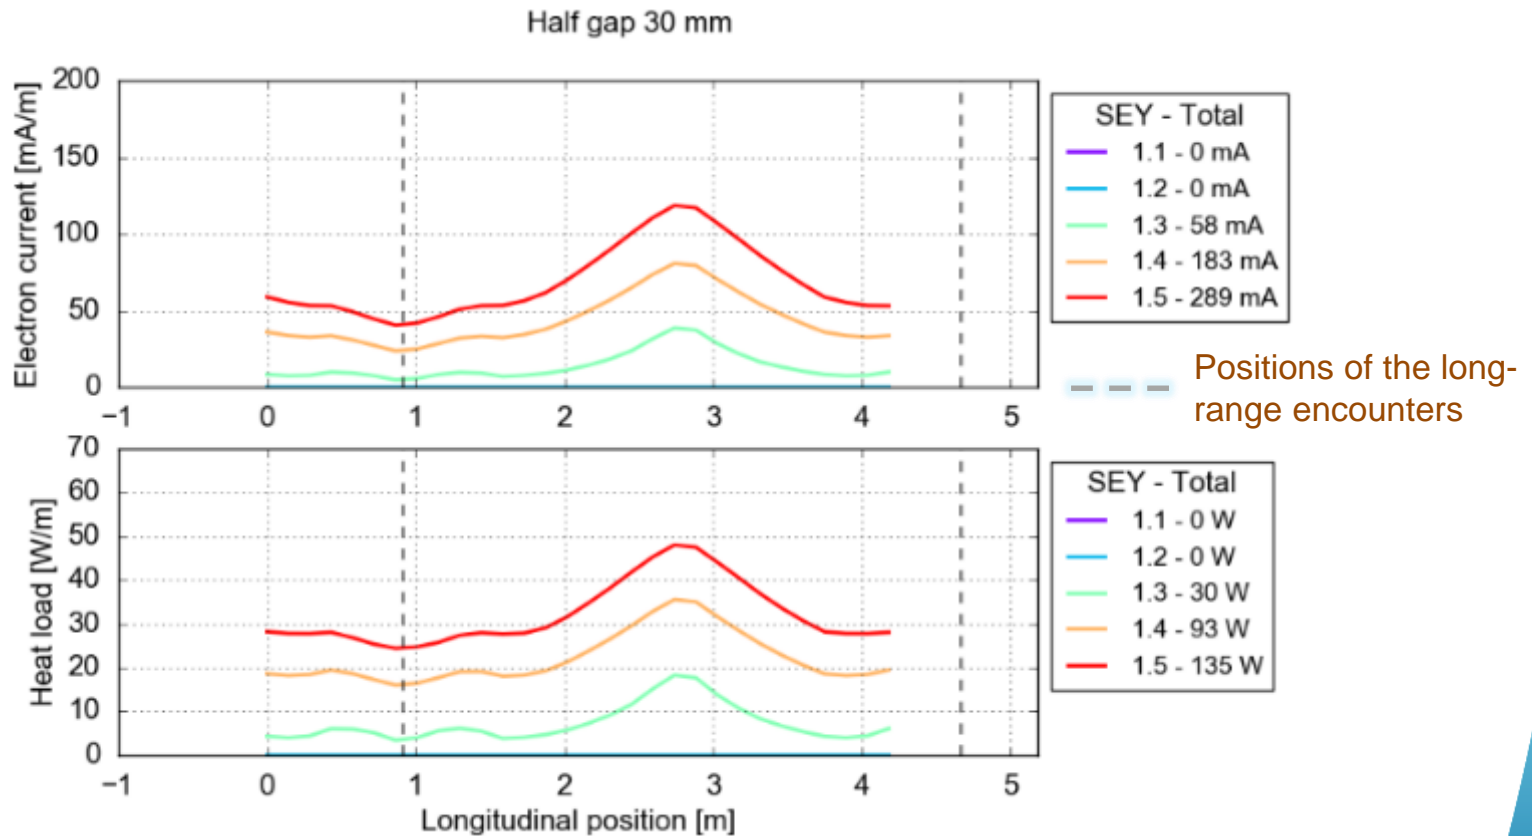 Half gap 30 mm
Electron current [mA/m]
200
150
100
50
0
−1 0 1 2 3 4 5
SEY - Total
1.1 - 0 mA
1.2 - 0 mA
1.3 - 58 mA
1.4 - 183 mA
1.5 - 289 mA
Positions of the long-
range encounters
Heat load [W/m]
70
60
50
40
30
20
10
0
−1 0 1 2 3 4 5
Longitudinal position [m]
SEY - Total
1.1 - 0 W
1.2 - 0 W
1.3 - 30 W
1.4 - 93 W
1.5 - 135 W